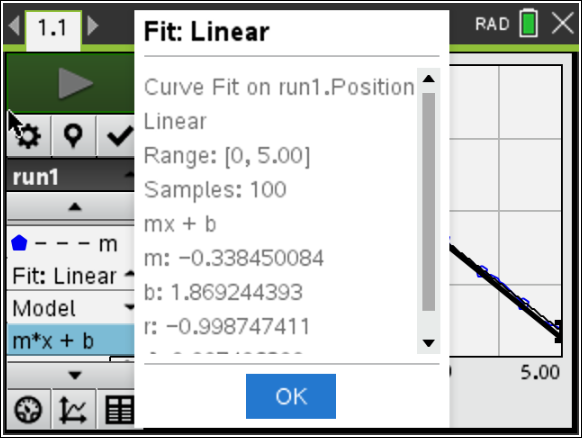 1.1
RAD
Fit: Linear
Curve Fit on run1.Position
Linear
Range: [0, 5.00]
Samples: 100
mx + b
m: -0.338450084
b: 1.869244393
r: -0.998747411
OK
run1
m
Fit: Linear
Model
m*x + b
5.00